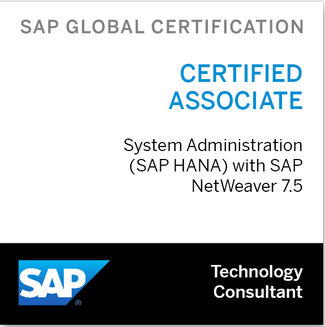 SAP GLOBAL CERTIFICATION
CERTIFIED
ASSOCIATE
System Administration
(SAP HANA) with SAP
NetWeaver 7.5
SAP®
Technology
Consultant